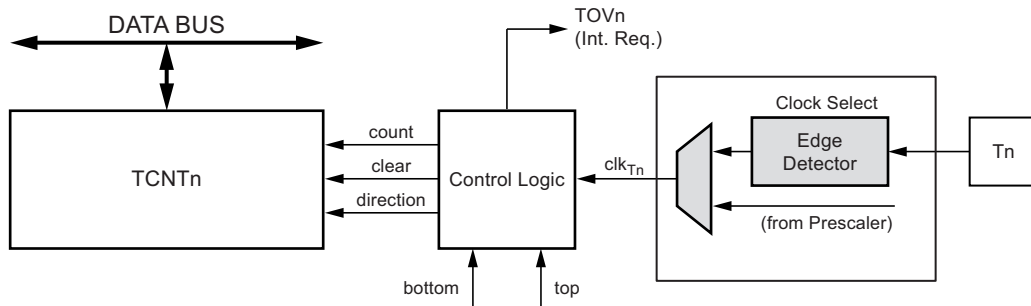 DATA BUS
TOVn
(Int. Req.)
Clock Select
TCNTn
count
clear
direction
Control Logic
clkTn
Edge
Detector
Tn
(from Prescaler)
bottom
top